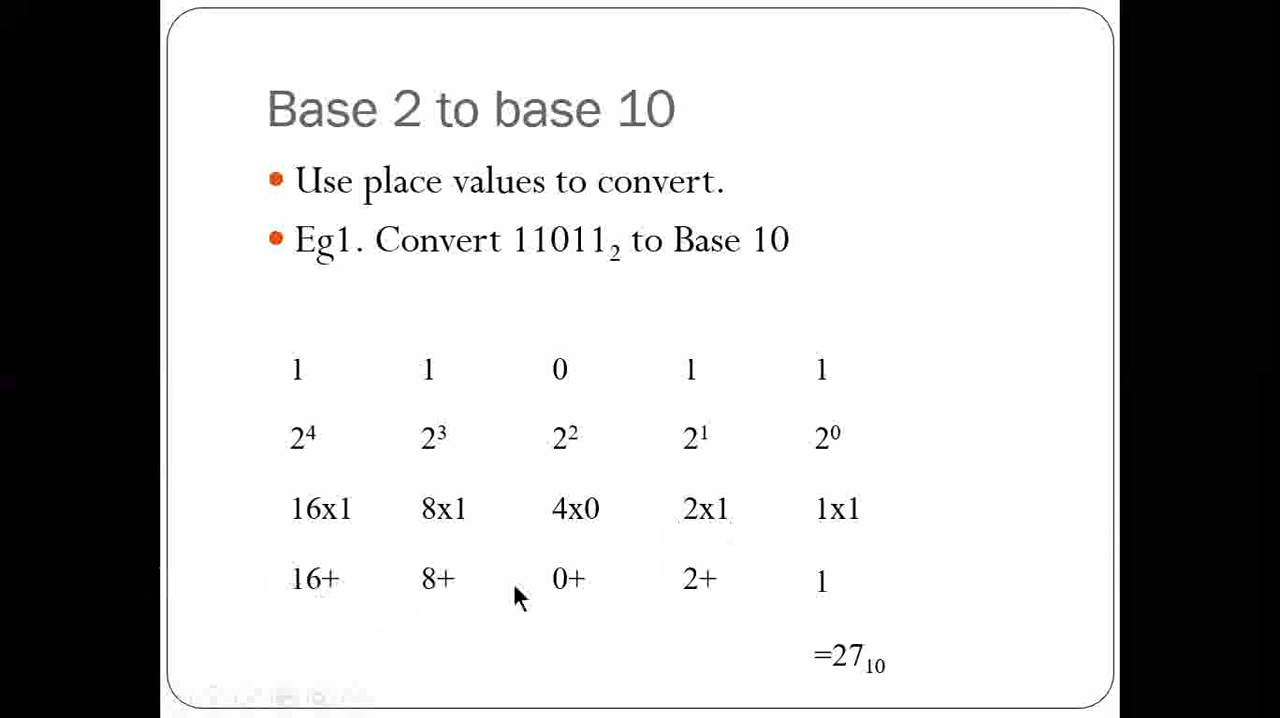 Base 2 to base 10
Use place values to convert.
Eg1. Convert 11011₂ to Base 10
1 1 0 1 1
2⁴ 2³ 2² 2¹ 2⁰
16x1 8x1 4x0 2x1 1x1
16+ 8+ 0+ 2+ 1
=27₁₀